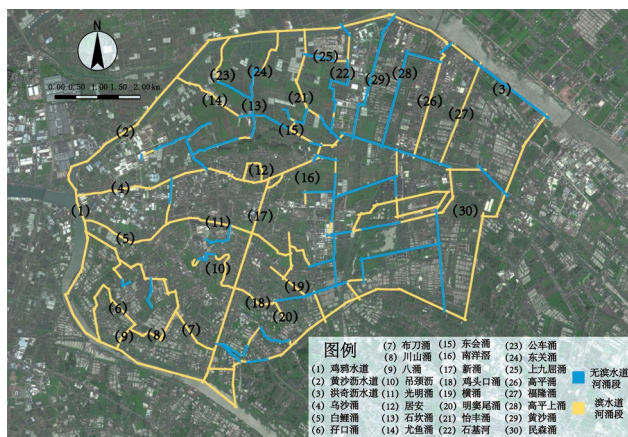 N
0.00 0.50 1.00 1.50 2.00 km
(23)
(24)
(25)
(22)
(29)
(28)
(26)
(27)
(3)
(14)
(13)
(21)
(15)
(2)
(12)
(16)
(4)
(17)
(1)
(5)
(11)
(30)
(10)
(19)
(6)
(18)
(20)
(9)
(8)
(7)
图例
(1) 鸡鸦水道
(2) 黄沙沥水道
(3) 洪奇沥水道
(4) 乌沙涌
(5) 白鲤涌
(6) 孖口涌
(7) 布刀涌
(8) 川山涌
(9) 八涌
(10) 吊颈沥
(11) 光明涌
(12) 居安
(13) 石坎涌
(14) 尤鱼涌
(15) 东会涌
(16) 南洋滘
(17) 新涌
(18) 鸡头口涌
(19) 横涌
(20) 明窦尾涌
(21) 怡丰涌
(22) 石基河
(23) 公车涌
(24) 东关涌
(25) 上九屈涌
(26) 高平涌
(27) 福隆涌
(28) 高平上涌
(29) 黄沙涌
(30) 民森涌
无滨水道
河涌段
滨水道
河涌段